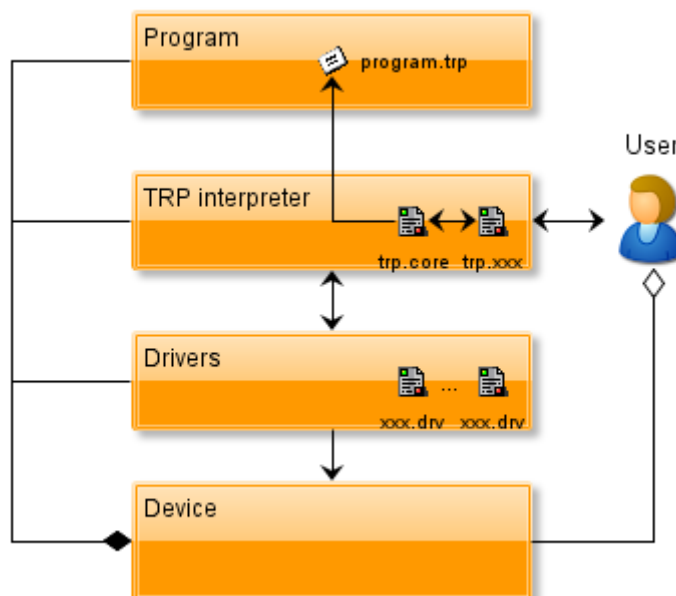 Program
program.trp
User
TRP interpreter
trp.core trp.xxx
Drivers
...
xxx.drv xxx.drv
Device